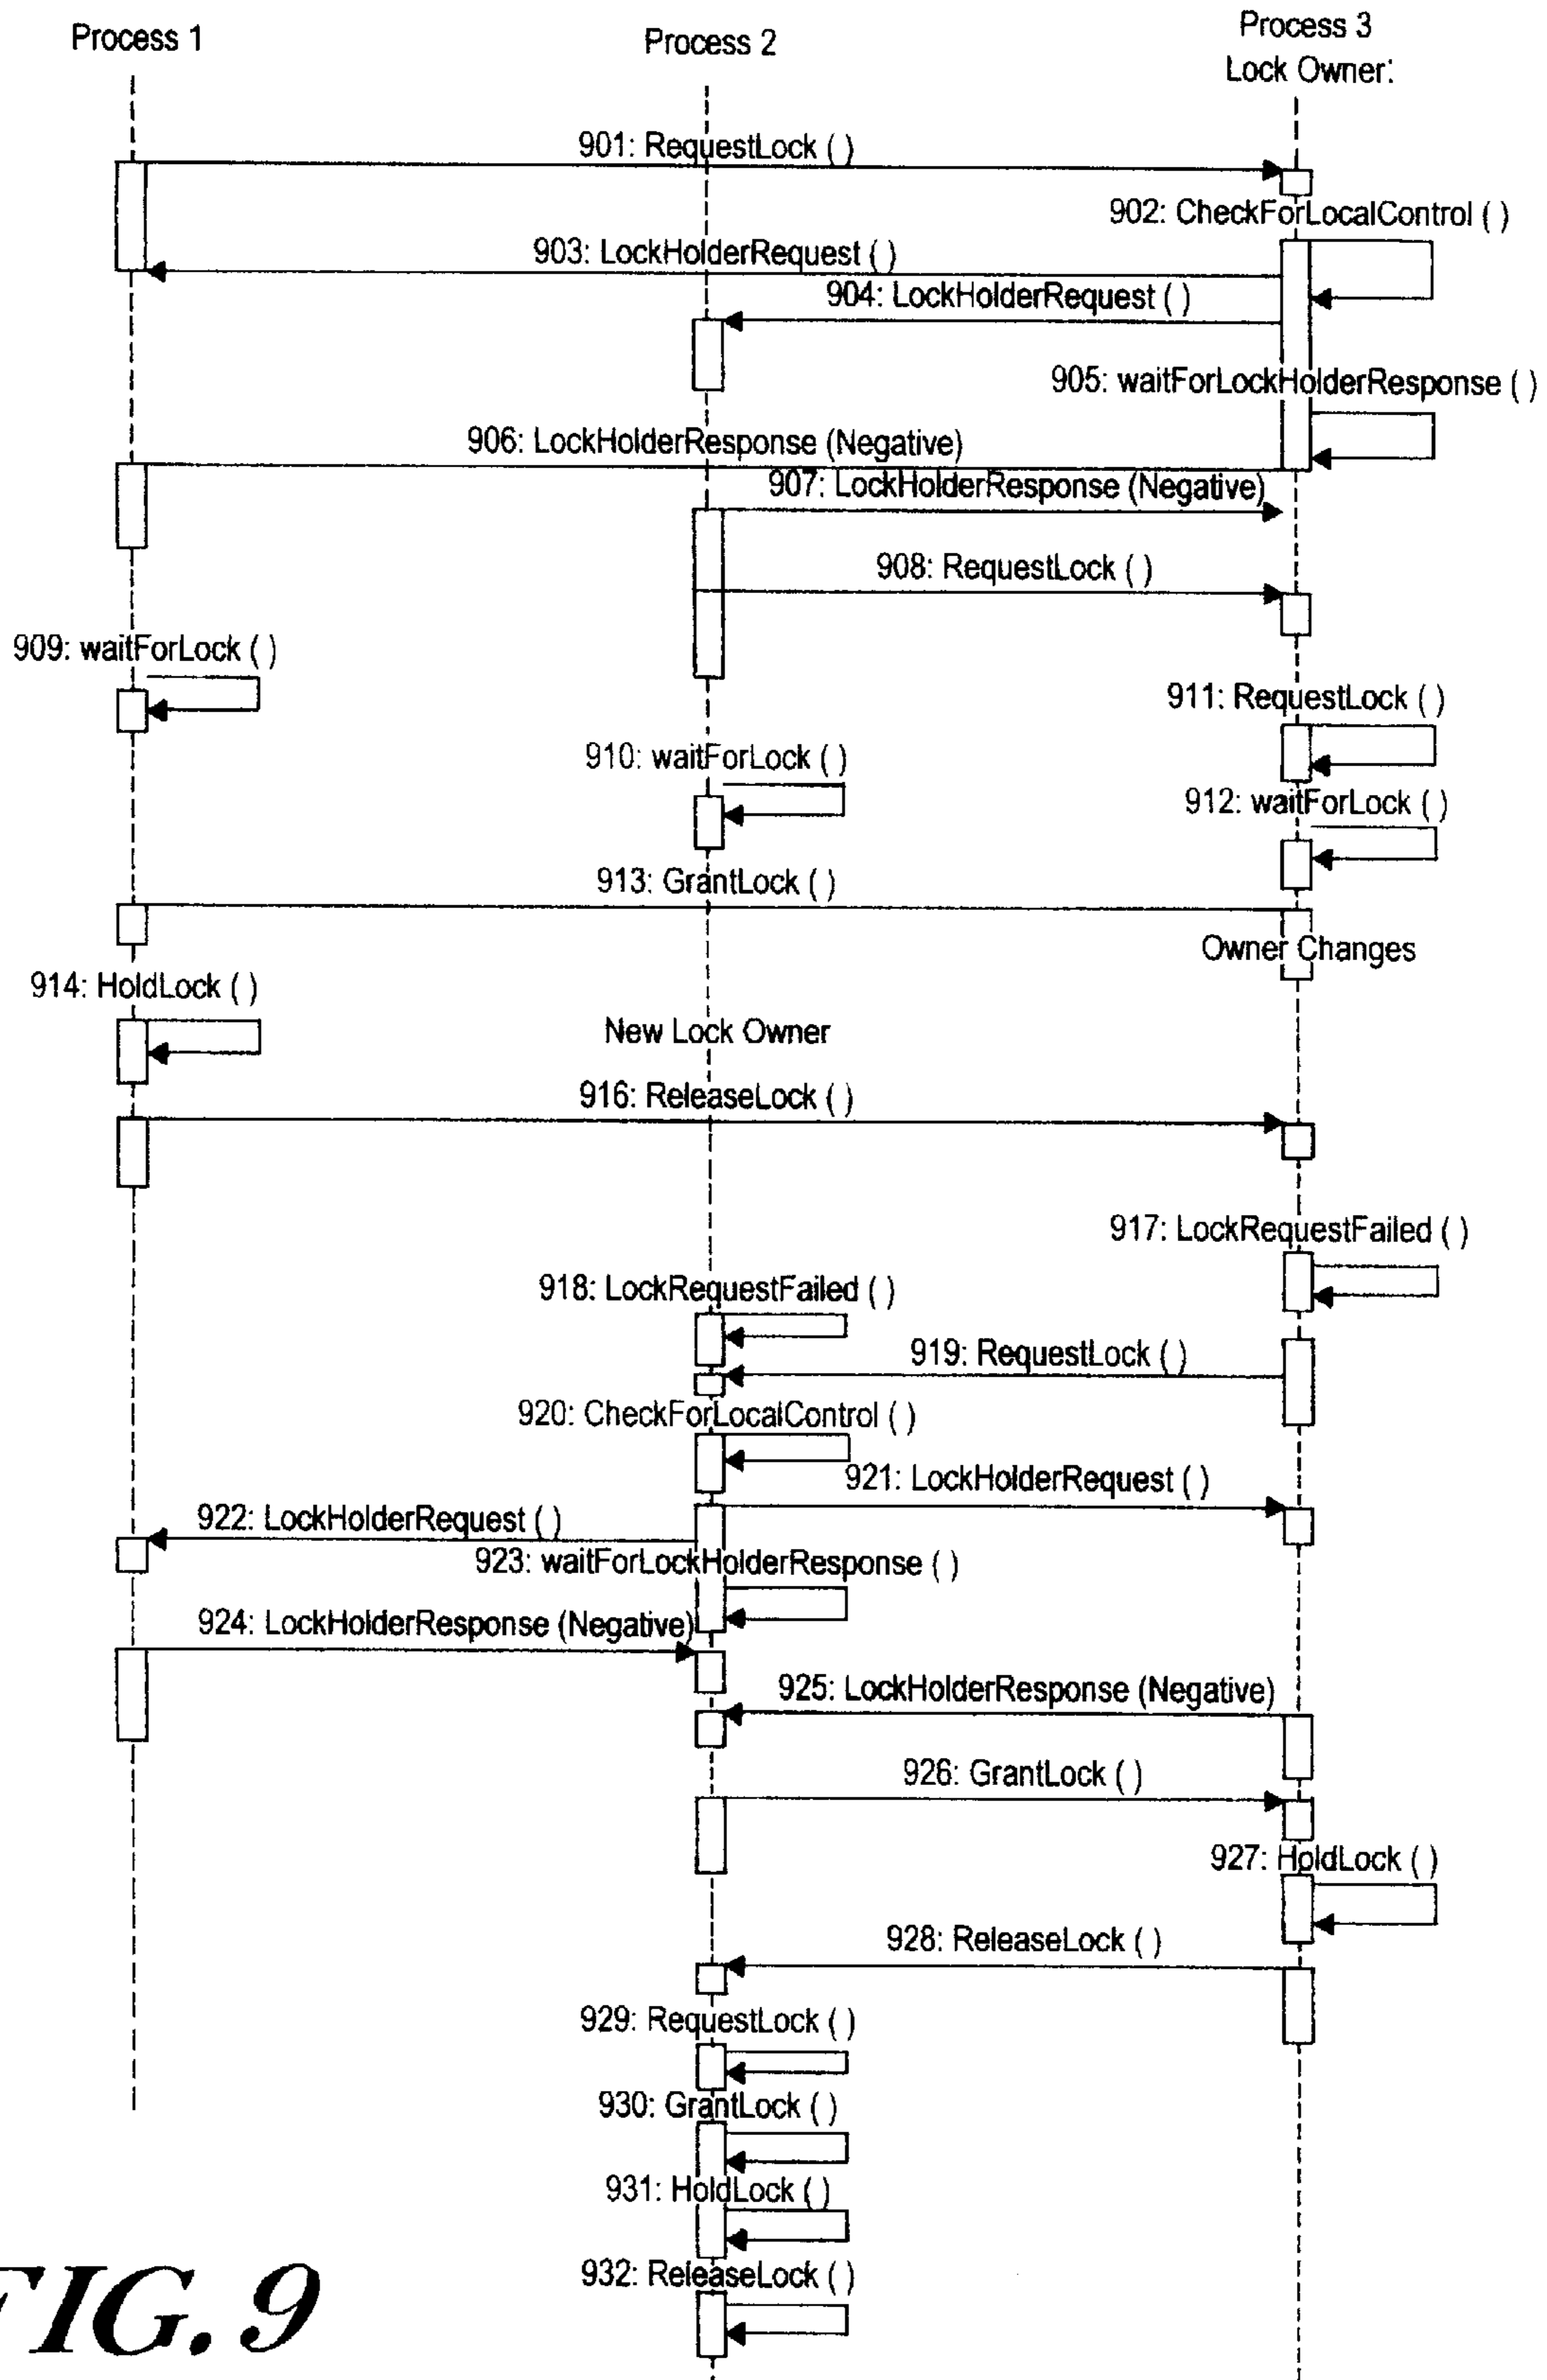 Process 1
Process 2
Process 3
Lock Owner:
901: RequestLock ( )
902: CheckForLocalControl ( )
903: LockHolderRequest ( )
904: LockHolderRequest ( )
905: waitForLockHolderResponse ( )
906: LockHolderResponse (Negative)
907: LockHolderResponse (Negative)
908: RequestLock ( )
909: waitForLock ( )
911: RequestLock ( )
910: waitForLock ( )
912: waitForLock ( )
913: GrantLock ( )
Owner Changes
914: HoldLock ( )
New Lock Owner
916: ReleaseLock ( )
917: LockRequestFailed ( )
918: LockRequestFailed ( )
919: RequestLock ( )
920: CheckForLocalControl ( )
921: LockHolderRequest ( )
922: LockHolderRequest ( )
923: waitForLockHolderResponse ( )
924: LockHolderResponse (Negative)
925: LockHolderResponse (Negative)
926: GrantLock ( )
927: HoldLock ( )
928: ReleaseLock ( )
929: RequestLock ( )
930: GrantLock ( )
931: HoldLock ( )
932: ReleaseLock ( )
FIG. 9